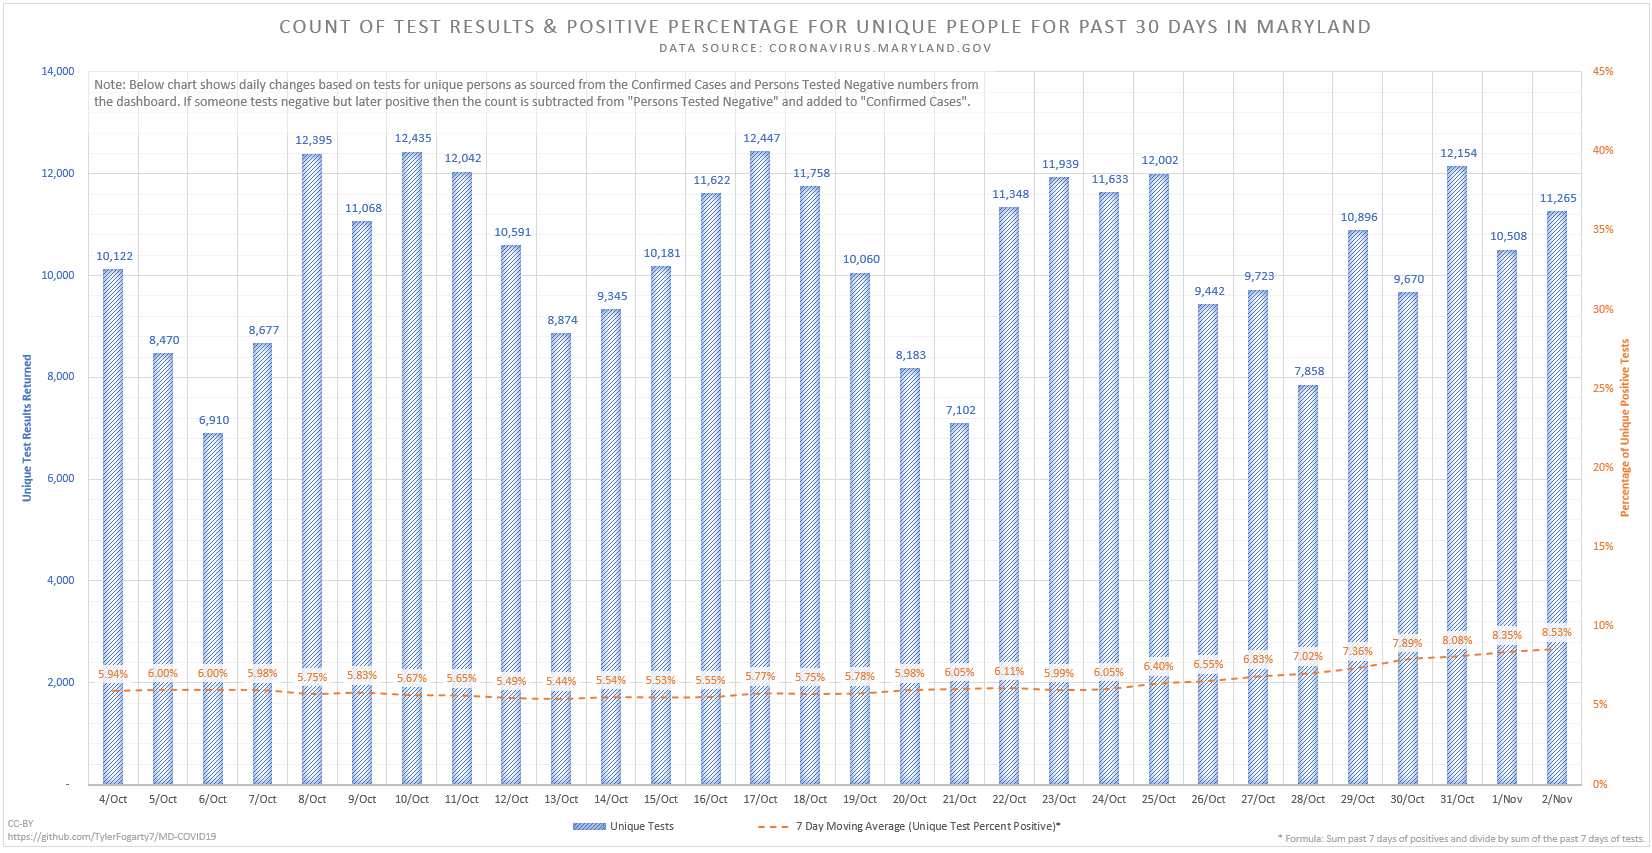 COUNT OF TEST RESULTS & POSITIVE PERCENTAGE FOR UNIQUE PEOPLE FOR PAST 30 DAYS IN MARYLAND
DATA SOURCE: CORONAVIRUS.MARYLAND.GOV
Note: Below chart shows daily changes based on tests for unique persons as sourced from the Confirmed Cases and Persons Tested Negative numbers from
the dashboard. If someone tests negative but later positive then the count is subtracted from "Persons Tested Negative" and added to "Confirmed Cases".
Unique Test Results Returned
14,000
12,000
10,000
8,000
6,000
4,000
2,000
-
10,122 8,470 6,910 8,677 12,395 11,068 12,435 12,042 10,591 8,874 9,345 10,181 11,622 12,447 11,758 10,060 8,183 7,102 11,348 11,939 11,633 12,002 9,442 9,723 7,858 10,896 9,670 12,154 10,508 11,265
5.94% 6.00% 6.00% 5.98% 5.75% 5.83% 5.67% 5.65% 5.49% 5.44% 5.54% 5.53% 5.55% 5.77% 5.75% 5.78% 5.98% 6.05% 6.11% 5.99% 6.05% 6.40% 6.55% 6.83% 7.02% 7.36% 7.89% 8.08% 8.35% 8.53%
45%
40%
35%
30%
25%
20%
15%
10%
5%
0%
Percentage of Unique Positive Tests
4/Oct 5/Oct 6/Oct 7/Oct 8/Oct 9/Oct 10/Oct 11/Oct 12/Oct 13/Oct 14/Oct 15/Oct 16/Oct 17/Oct 18/Oct 19/Oct 20/Oct 21/Oct 22/Oct 23/Oct 24/Oct 25/Oct 26/Oct 27/Oct 28/Oct 29/Oct 30/Oct 31/Oct 1/Nov 2/Nov
Unique Tests 7 Day Moving Average (Unique Test Percent Positive)*
CC-BY
https://github.com/TylerFogarty7/MD-COVID19
* Formula: Sum past 7 days of positives and divide by sum of the past 7 days of tests.